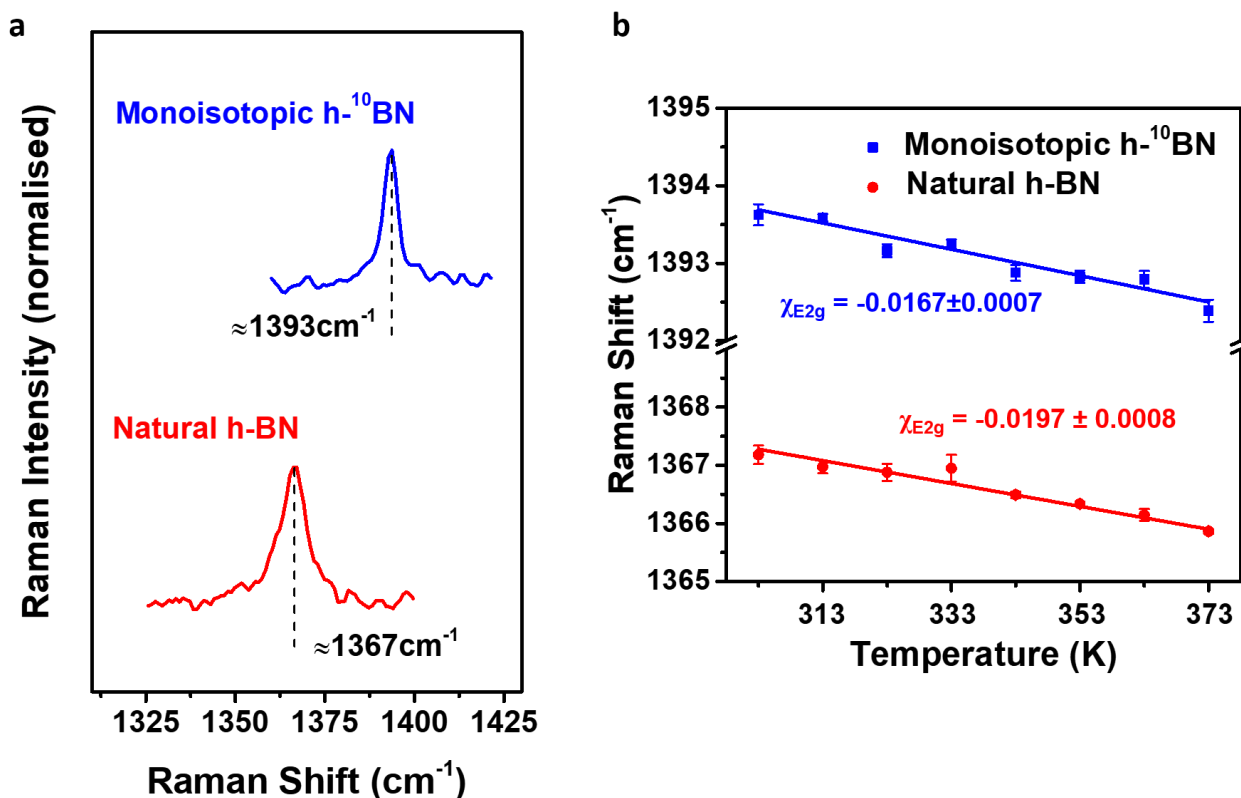 a
Raman Intensity (normalised)
Monoisotopic h-¹⁰BN
≈1393cm⁻¹
Natural h-BN
≈1367cm⁻¹
1325 1350 1375 1400 1425
Raman Shift (cm⁻¹)
b
Raman Shift (cm⁻¹)
1395
1394
1393
1392
1368
1367
1366
1365
Monoisotopic h-¹⁰BN
Natural h-BN
χE2g = -0.0167±0.0007
χE2g = -0.0197 ± 0.0008
313 333 353 373
Temperature (K)